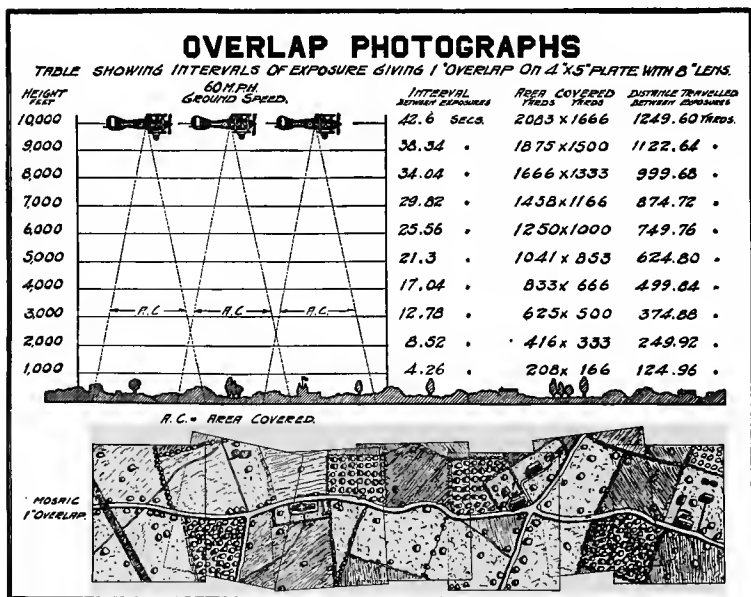 OVERLAP PHOTOGRAPHS
TABLE SHOWING INTERVALS OF EXPOSURE GIVING 1" OVERLAP ON 4"X5" PLATE WITH 8" LENS.
HEIGHT FEET 60 M.P.H. GROUND SPEED. INTERVAL BETWEEN EXPOSURES AREA COVERED YARDS YARDS DISTANCE TRAVELLED BETWEEN EXPOSURES
10,000 42.6 SECS. 2083 X 1666 1249.60 YARDS.
9,000 38.34 " 1875 X 1500 1122.64 "
8,000 34.04 " 1666 X 1333 999.68 "
7,000 29.82 " 1458 X 1166 874.72 "
6,000 25.56 " 1250 X 1000 749.76 "
5,000 21.3 " 1041 X 853 624.80 "
4,000 17.04 " 833 X 666 499.84 "
3,000 A.C. A.C. A.C. 12.78 " 625 X 500 374.88 "
2,000 8.52 " 416 X 333 249.92 "
1,000 4.26 " 208 X 166 124.96 "
A.C. = AREA COVERED.
MOSAIC
1" OVERLAP.